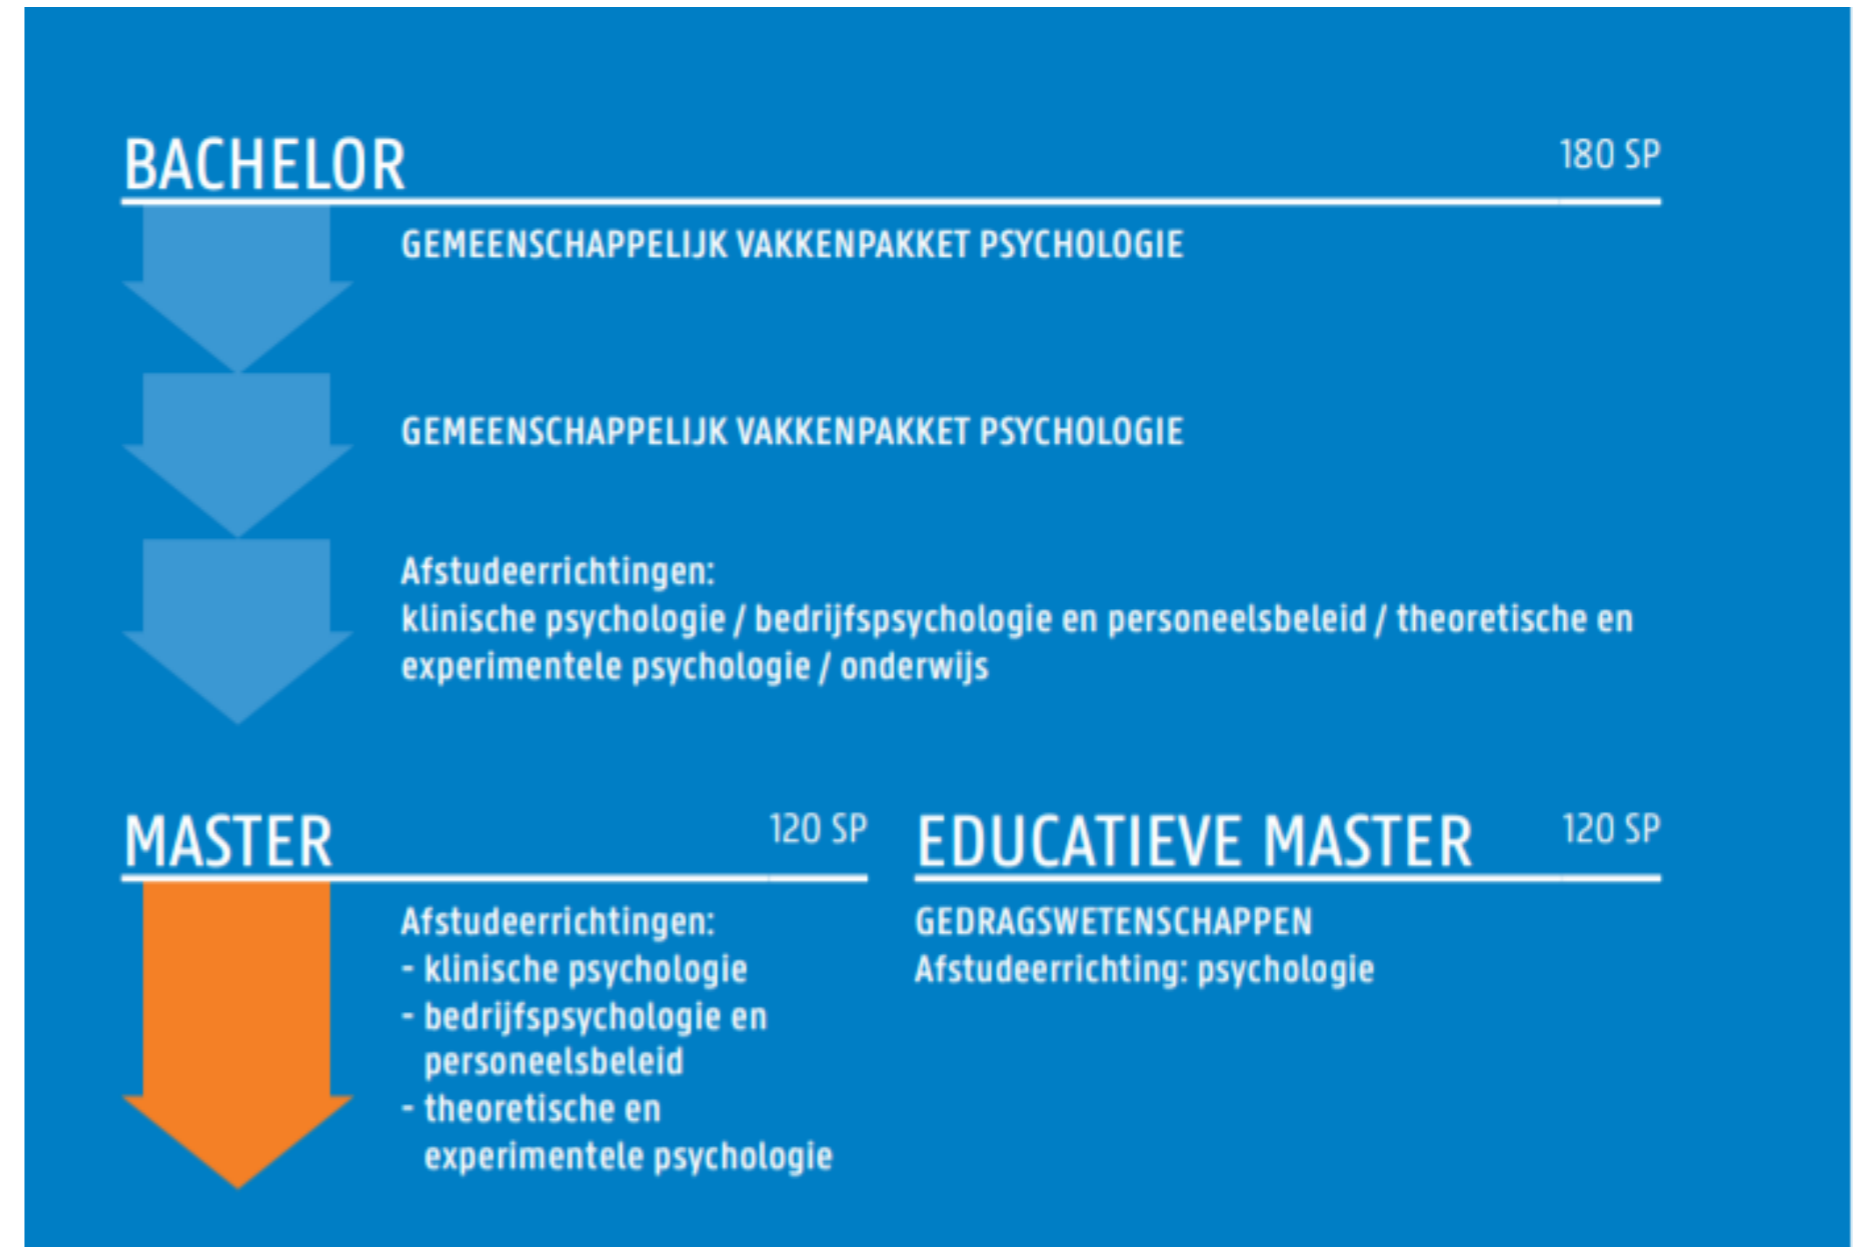 BACHELOR
180 SP
GEMEENSCHAPPELIJK VAKKENPAKKET PSYCHOLOGIE
GEMEENSCHAPPELIJK VAKKENPAKKET PSYCHOLOGIE
Afstudeerrichtingen:
klinische psychologie / bedrijfspsychologie en personeelsbeleid / theoretische en
experimentele psychologie / onderwijs
MASTER
120 SP
Afstudeerrichtingen:
- klinische psychologie
- bedrijfspsychologie en
personeelsbeleid
- theoretische en
experimentele psychologie
EDUCATIEVE MASTER
120 SP
GEDRAGSWETENSCHAPPEN
Afstudeerrichting: psychologie